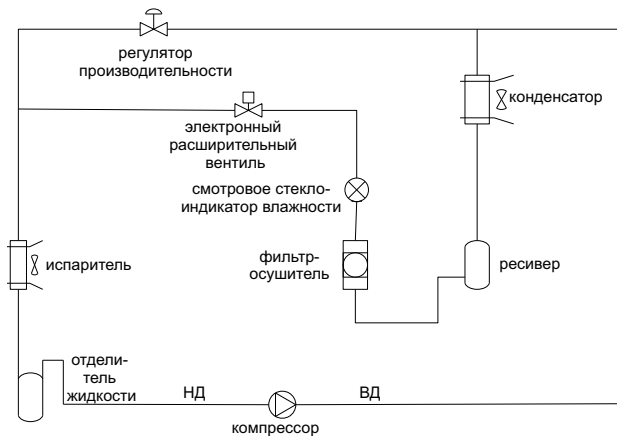 регулятор
производительности
конденсатор
электронный
расширительный
вентиль
смотровое стекло-
индикатор влажности
испаритель
фильтр-
осушитель
ресивер
отдели-
тель
жидкости
НД
ВД
компрессор